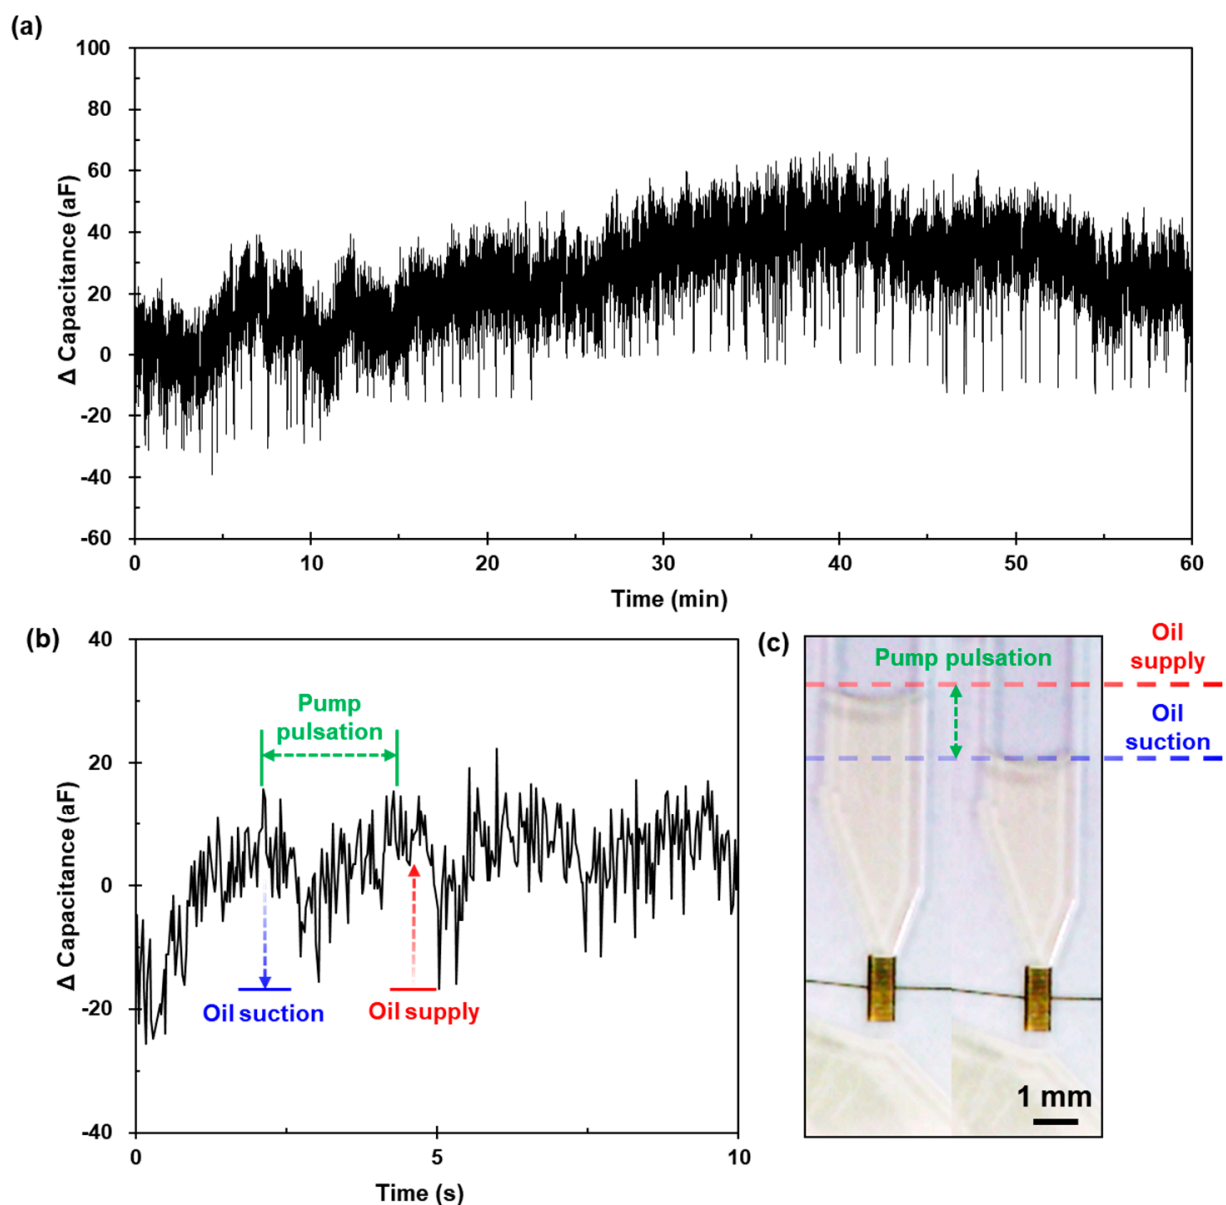 (a)
100
80
60
40
20
0
-20
-40
-60
Δ Capacitance (aF)
0
10
20
30
40
50
60
Time (min)
(b)
40
20
0
-20
-40
Δ Capacitance (aF)
Pump
pulsation
Oil suction
Oil supply
0
5
10
Time (s)
(c)
Pump pulsation
Oil
supply
Oil
suction
1 mm